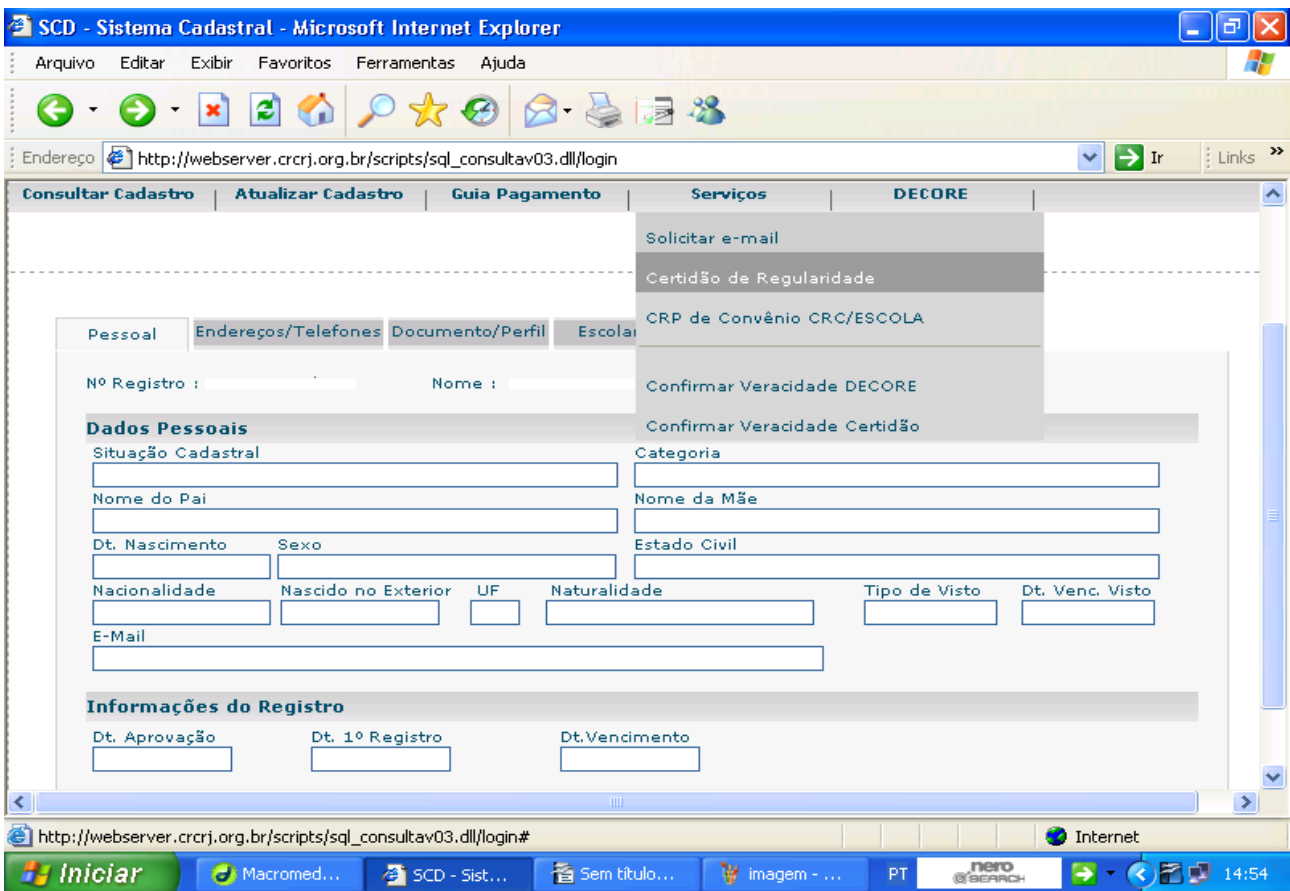 SCD - Sistema Cadastral - Microsoft Internet Explorer
Arquivo Editar Exibir Favoritos Ferramentas Ajuda
Endereço http://webserver.crcrj.org.br/scripts/sql_consultav03.dll/login Ir Links »
Consultar Cadastro | Atualizar Cadastro | Guia Pagamento | Serviços | DECORE |
Solicitar e-mail
Certidão de Regularidade
CRP de Convênio CRC/ESCOLA
Confirmar Veracidade DECORE
Confirmar Veracidade Certidão
Pessoal Endereços/Telefones Documento/Perfil Escolar
Nº Registro : Nome :
Dados Pessoais
Situação Cadastral Categoria
Nome do Pai Nome da Mãe
Dt. Nascimento Sexo Estado Civil
Nacionalidade Nascido no Exterior UF Naturalidade Tipo de Visto Dt. Venc. Visto
E-Mail
Informações do Registro
Dt. Aprovação Dt. 1º Registro Dt.Vencimento
http://webserver.crcrj.org.br/scripts/sql_consultav03.dll/login# Internet
Iniciar Macromed... SCD - Sist... Sem título... imagem - ... PT nero SEARCH 14:54